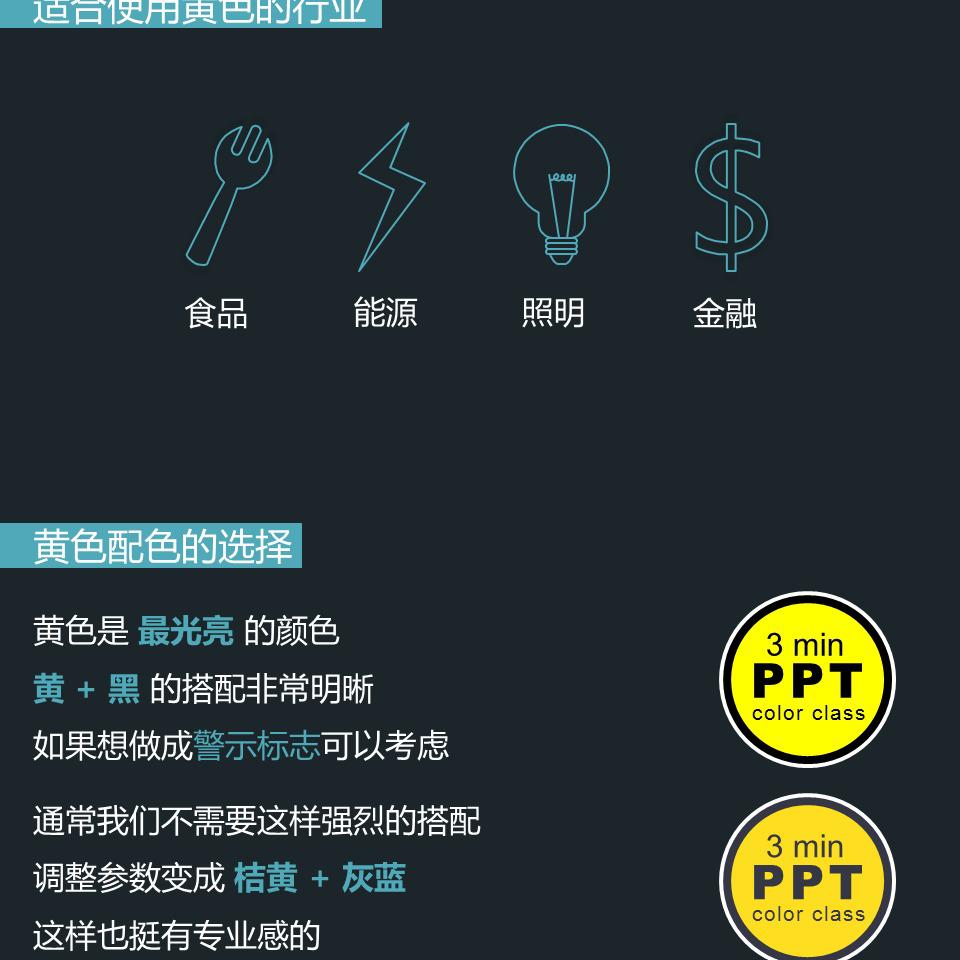 适合使用黄色的行业
食品 能源 照明 金融
黄色配色的选择
黄色是 最光亮 的颜色
黄 + 黑 的搭配非常明晰
如果想做成警示标志可以考虑
3 min
PPT
color class
通常我们不需要这样强烈的搭配
调整参数变成 桔黄 + 灰蓝
这样也挺有专业感的
3 min
PPT
color class